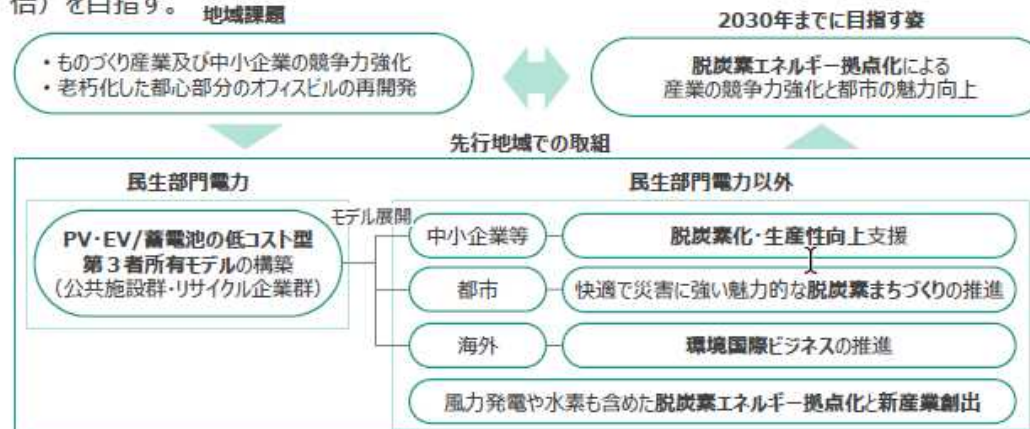 倍）を目指す。
地域課題
・ものづくり産業及び中小企業の競争力強化
・老朽化した都心部分のオフィスビルの再開発
2030年までに目指す姿
脱炭素エネルギー拠点化による
産業の競争力強化と都市の魅力向上
先行地域での取組
民生部門電力
PV・EV/蓄電池の低コスト型
第３者所有モデルの構築
（公共施設群・リサイクル企業群）
モデル展開
民生部門電力以外
中小企業等
脱炭素化・生産性向上支援
都市
快適で災害に強い魅力的な脱炭素まちづくりの推進
海外
環境国際ビジネスの推進
風力発電や水素も含めた脱炭素エネルギー拠点化と新産業創出